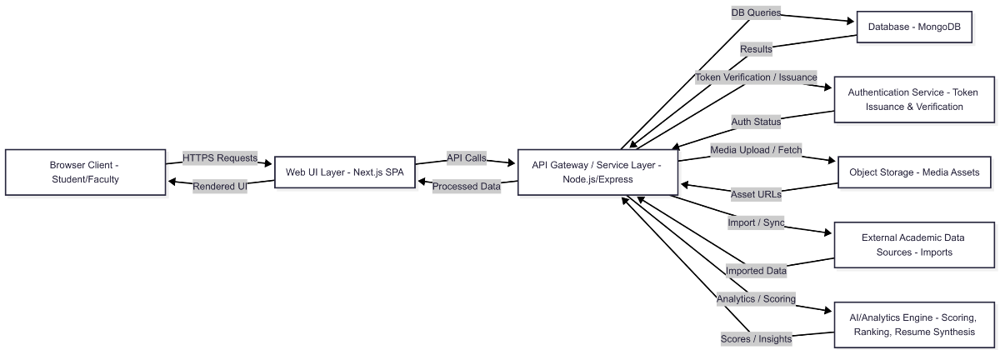 DB Queries
Database - MongoDB
Results
Token Verification / Issuance
Authentication Service - Token
Issuance & Verification
Auth Status
Browser Client -
Student/Faculty
HTTPS Requests
Rendered UI
Web UI Layer - Next.js SPA
API Calls
Processed Data
API Gateway / Service Layer -
Node.js/Express
Media Upload / Fetch
Object Storage - Media Assets
Asset URLs
Import / Sync
External Academic Data
Sources - Imports
Imported Data
Analytics / Scoring
AI/Analytics Engine - Scoring,
Ranking, Resume Synthesis
Scores / Insights